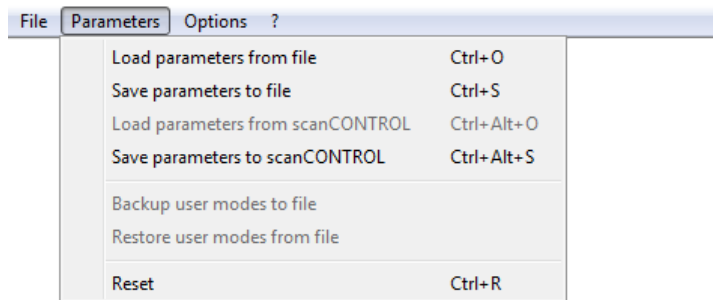 File Parameters Options ?
Load parameters from file Ctrl+O
Save parameters to file Ctrl+S
Load parameters from scanCONTROL Ctrl+Alt+O
Save parameters to scanCONTROL Ctrl+Alt+S
Backup user modes to file
Restore user modes from file
Reset Ctrl+R